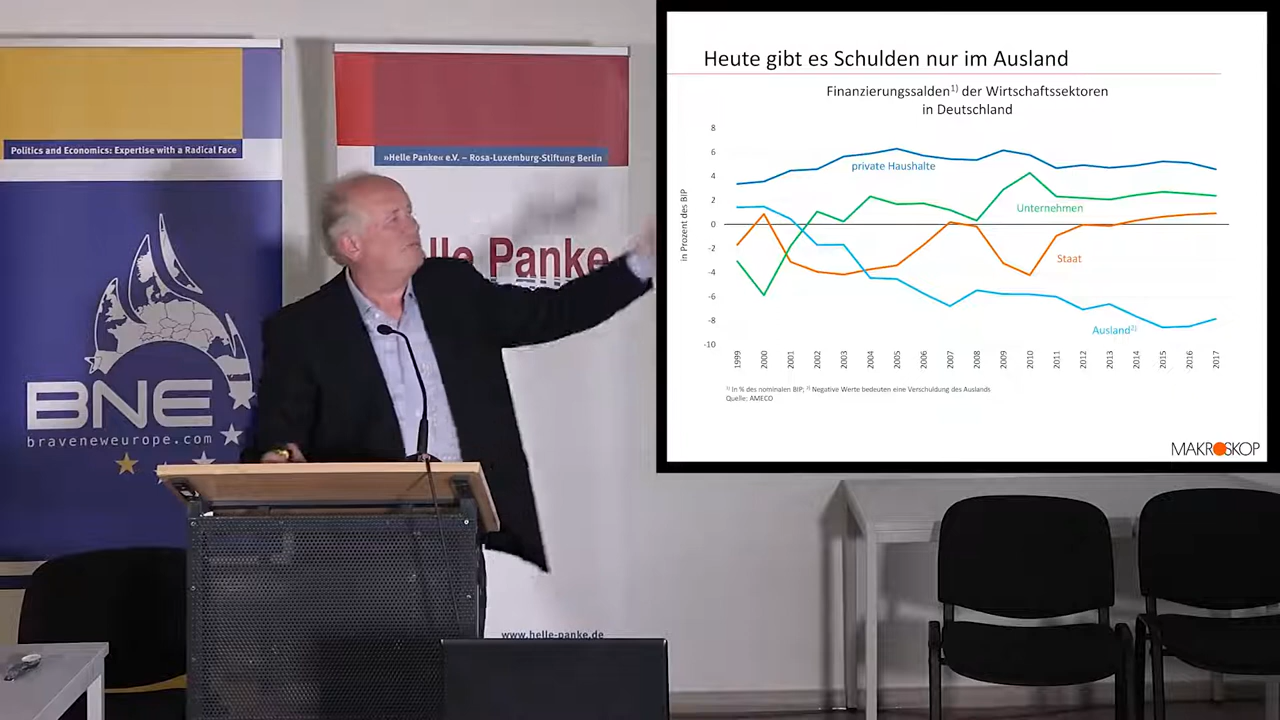 Politics and Economics: Expertise with a Radical Face
BNE
braveneweurope.com
»Helle Panke« e.V. – Rosa-Luxemburg-Stiftung Berlin
lle Panke
www.helle-panke.de
Heute gibt es Schulden nur im Ausland
Finanzierungssalden1) der Wirtschaftssektoren
in Deutschland
in Prozent des BIP
8
6
4
2
0
-2
-4
-6
-8
-10
private Haushalte
Unternehmen
Staat
Ausland2)
1999
2000
2001
2002
2003
2004
2005
2006
2007
2008
2009
2010
2011
2012
2013
2014
2015
2016
2017
1) In % des nominalen BIP; 2) Negative Werte bedeuten eine Verschuldung des Auslands
Quelle: AMECO
MAKROSKOP